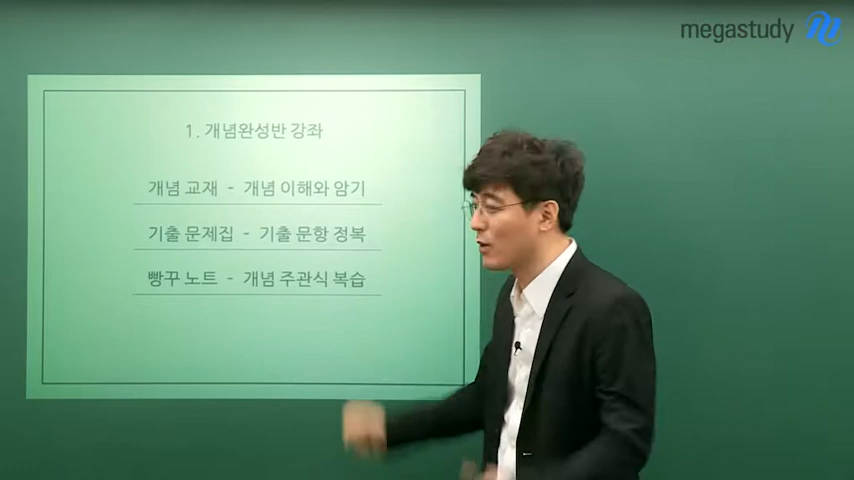 megastudy
1. 개념완성반 강좌
개념 교재 - 개념 이해와 암기
기출 문제집 - 기출 문항 정복
빵꾸 노트 - 개념 주관식 복습